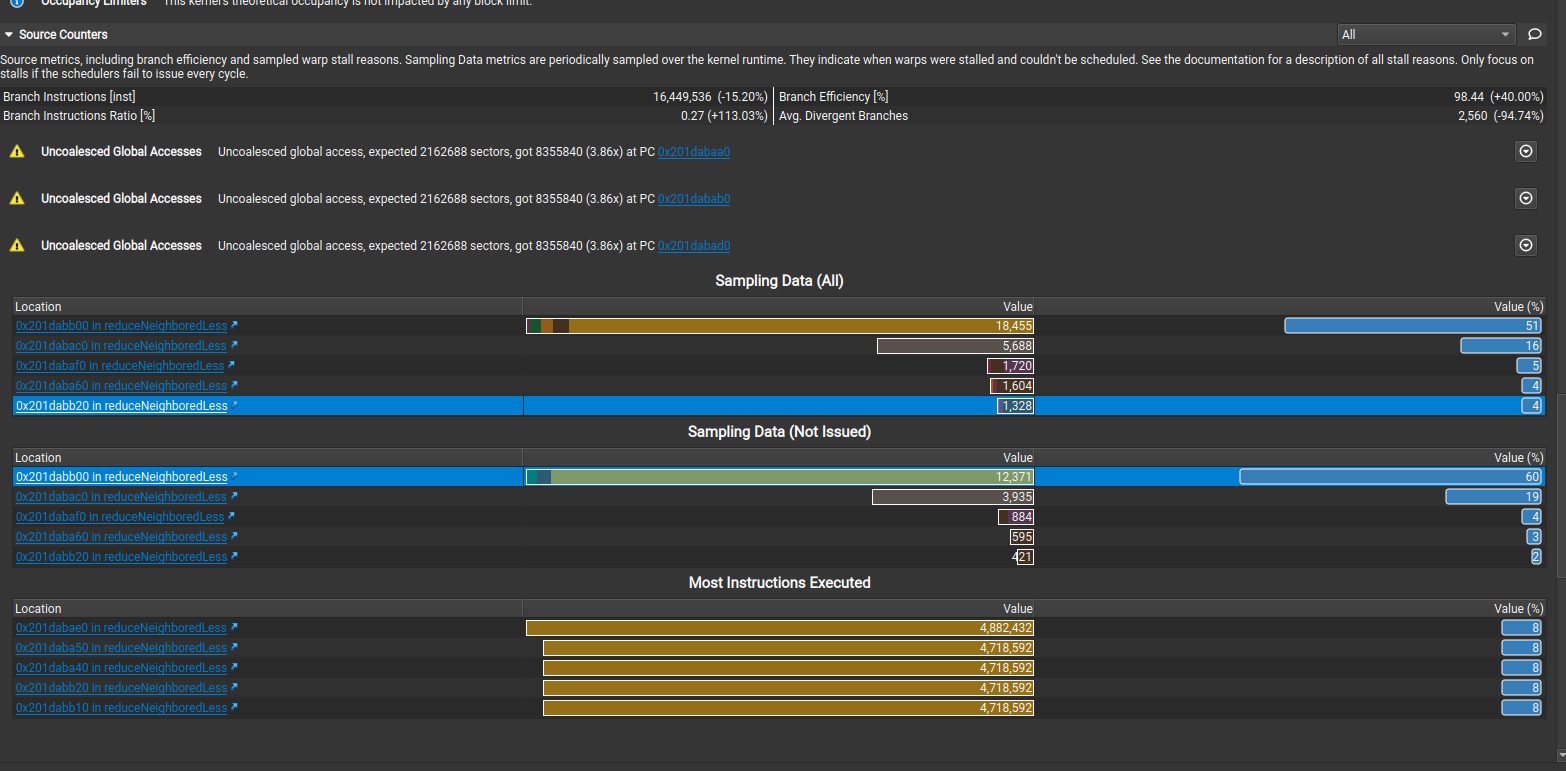 Occupancy Limiters This kernel's theoretical occupancy is not impacted by any block limit.
Source Counters All
Source metrics, including branch efficiency and sampled warp stall reasons. Sampling Data metrics are periodically sampled over the kernel runtime. They indicate when warps were stalled and couldn't be scheduled. See the documentation for a description of all stall reasons. Only focus on
stalls if the schedulers fail to issue every cycle.
Branch Instructions [inst] 16,449,536 (-15.20%) Branch Efficiency [%] 98.44 (+40.00%)
Branch Instructions Ratio [%] 0.27 (+113.03%) Avg. Divergent Branches 2,560 (-94.74%)
Uncoalesced Global Accesses Uncoalesced global access, expected 2162688 sectors, got 8355840 (3.86x) at PC 0x201dabaa0
Uncoalesced Global Accesses Uncoalesced global access, expected 2162688 sectors, got 8355840 (3.86x) at PC 0x201dabab0
Uncoalesced Global Accesses Uncoalesced global access, expected 2162688 sectors, got 8355840 (3.86x) at PC 0x201dabad0
Sampling Data (All)
Location Value Value (%)
0x201dabb00 in reduceNeighboredLess 18,455 51
0x201dabac0 in reduceNeighboredLess 5,688 16
0x201dabaf0 in reduceNeighboredLess 1,720 5
0x201daba60 in reduceNeighboredLess 1,604 4
0x201dabb20 in reduceNeighboredLess 1,328 4
Sampling Data (Not Issued)
Location Value Value (%)
0x201dabb00 in reduceNeighboredLess 12,371 60
0x201dabac0 in reduceNeighboredLess 3,935 19
0x201dabaf0 in reduceNeighboredLess 884 4
0x201daba60 in reduceNeighboredLess 595 3
0x201dabb20 in reduceNeighboredLess 421 2
Most Instructions Executed
Location Value Value (%)
0x201dabae0 in reduceNeighboredLess 4,882,432 8
0x201daba50 in reduceNeighboredLess 4,718,592 8
0x201daba40 in reduceNeighboredLess 4,718,592 8
0x201dabb20 in reduceNeighboredLess 4,718,592 8
0x201dabb10 in reduceNeighboredLess 4,718,592 8